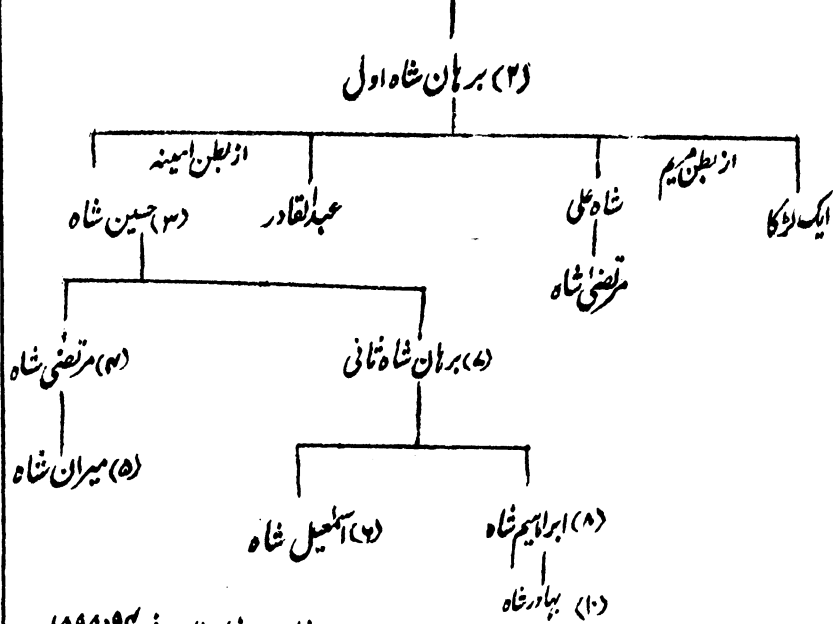 (۲) برہان شاہ اول
از بطن مریم
از بطن امینہ
ایک لڑکا
شاہ علی
عبدالقادر
(۳) حسین شاہ
مرتضیٰ شاہ
(۷) برہان شاہ ثانی
(۴) مرتضیٰ شاہ
(۵) میران شاہ
(۸) ابراہیم شاہ
(۶) اسمٰعیل شاہ
(۱۰) بہادر شاہ